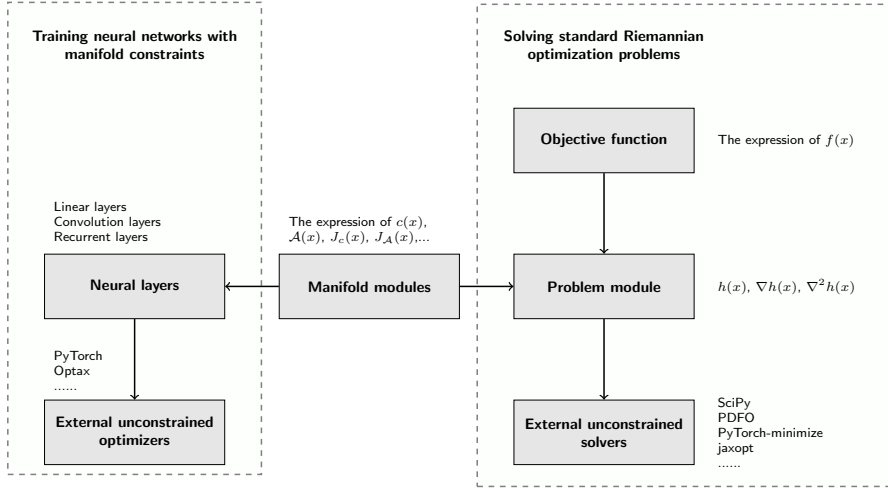 Training neural networks with
manifold constraints
Linear layers
Convolution layers
Recurrent layers
Neural layers
PyTorch
Optax
......
External unconstrained
optimizers
The expression of c(x),
𝒜(x), J_c(x), J_𝒜(x),...
Manifold modules
Solving standard Riemannian
optimization problems
Objective function
The expression of f(x)
Problem module
h(x), ∇h(x), ∇²h(x)
External unconstrained
solvers
SciPy
PDFO
PyTorch-minimize
jaxopt
......